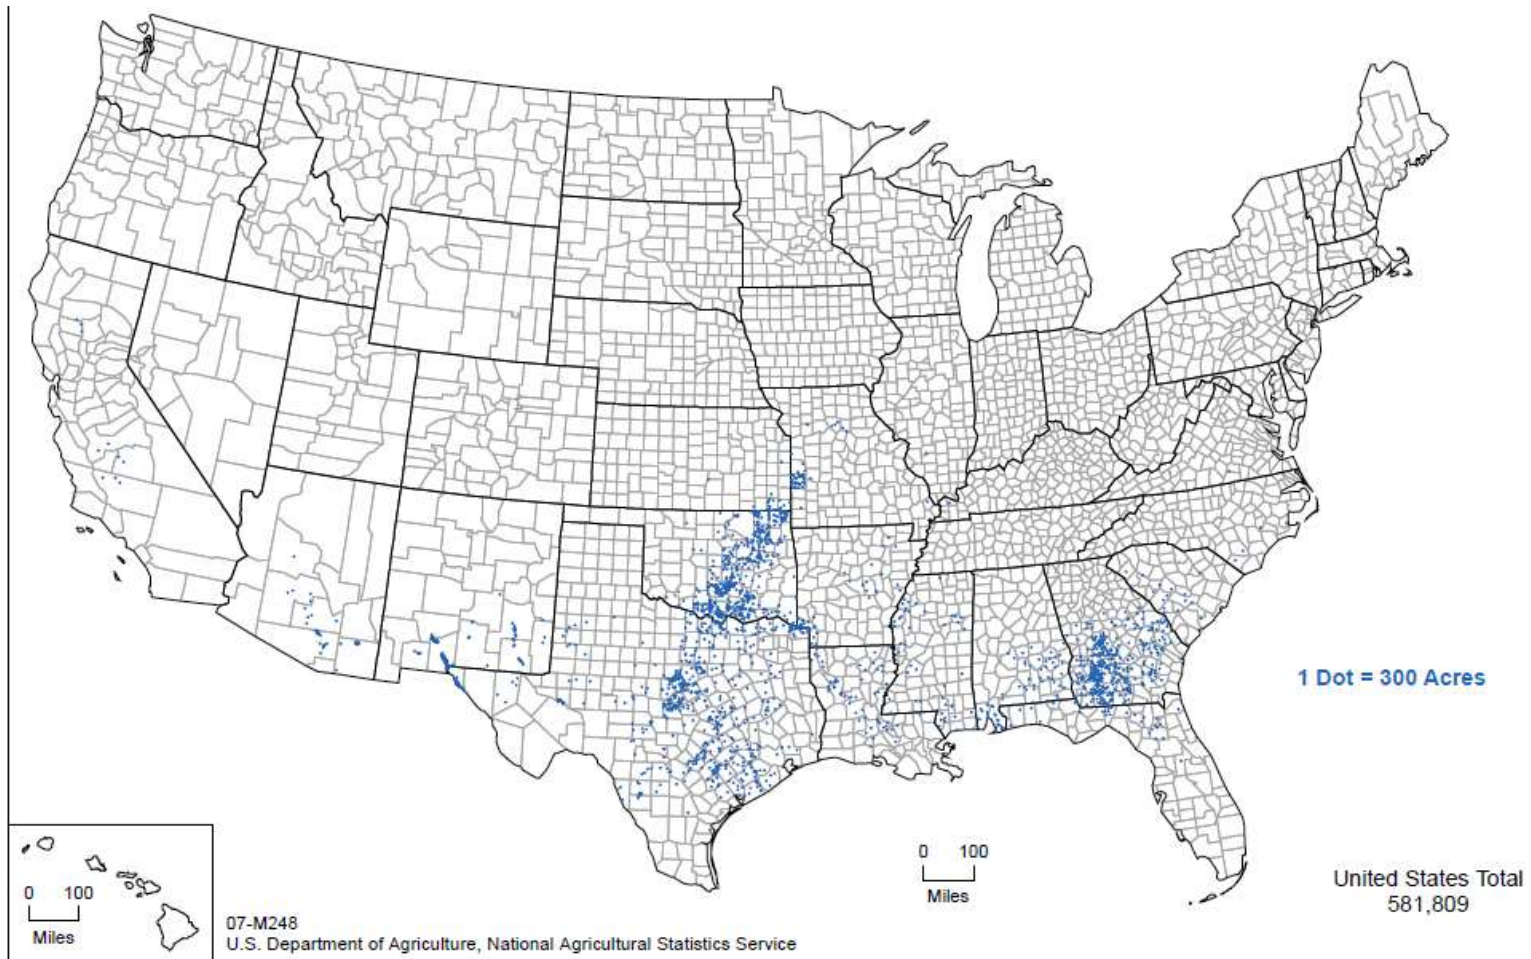 1 Dot = 300 Acres
0 100
Miles
United States Total
581,809
0 100
Miles
07-M248
U.S. Department of Agriculture, National Agricultural Statistics Service